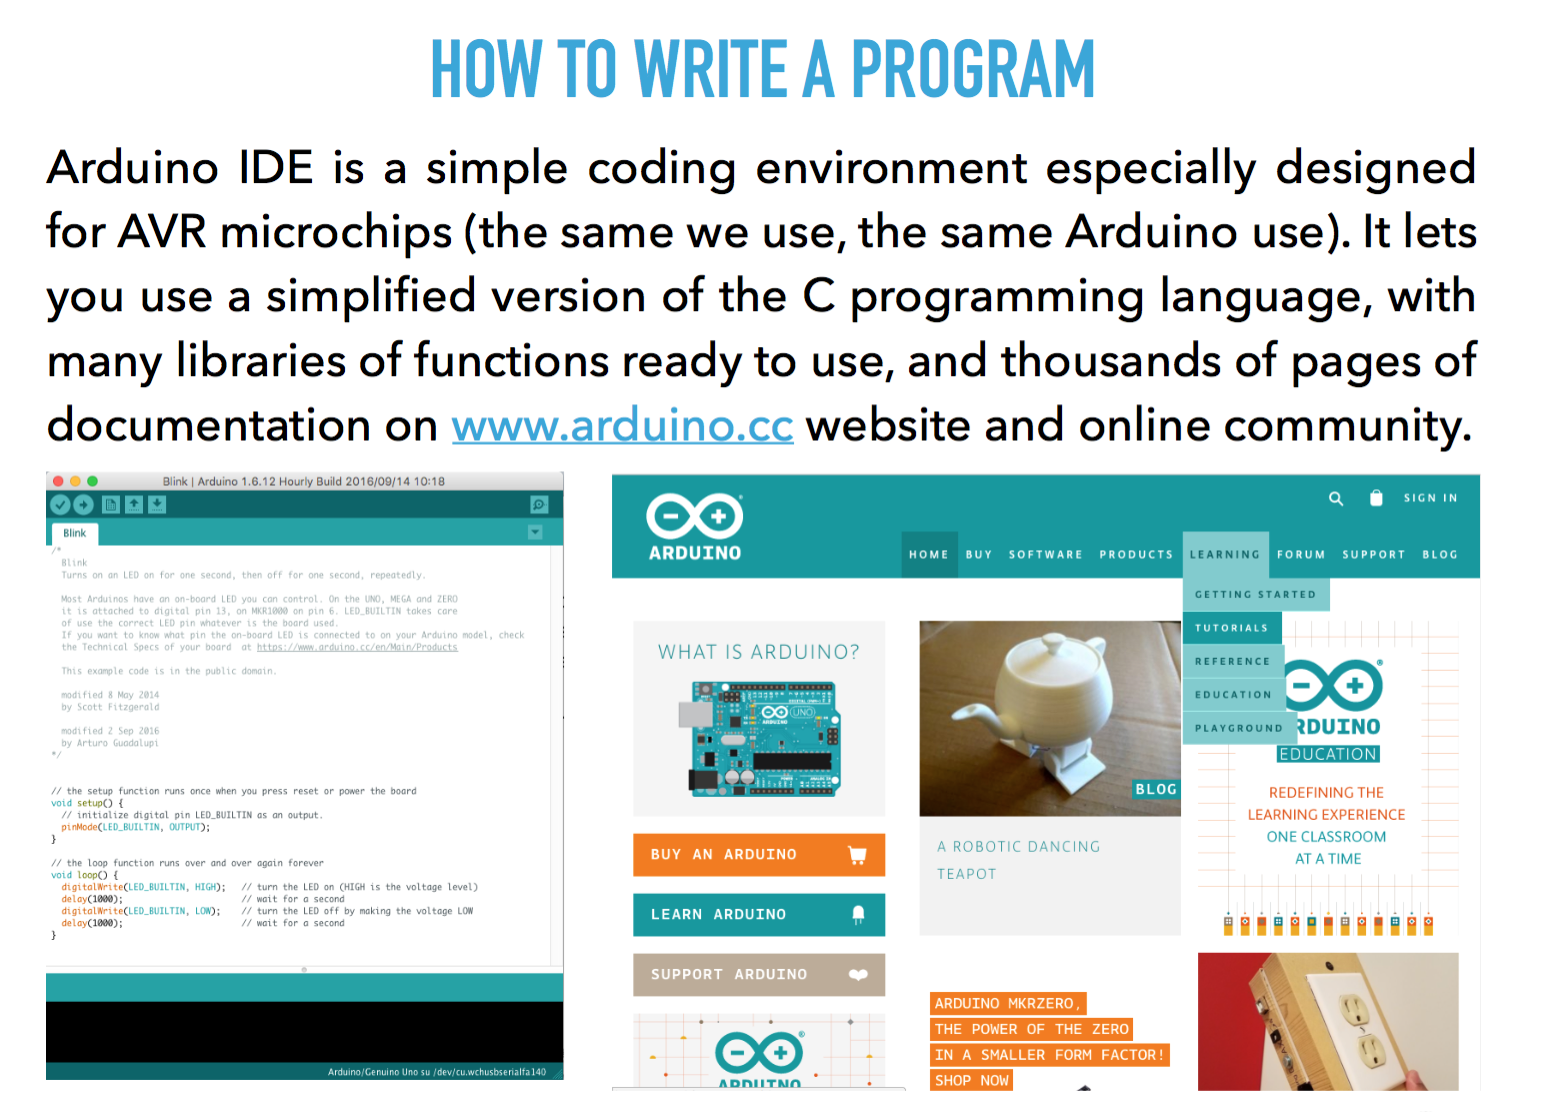 HOW TO WRITE A PROGRAM
Arduino IDE is a simple coding environment especially designed
for AVR microchips (the same we use, the same Arduino use). It lets
you use a simplified version of the C programming language, with
many libraries of functions ready to use, and thousands of pages of
documentation on www.arduino.cc website and online community.
Blink | Arduino 1.6.12 Hourly Build 2016/09/14 10:18
Blink
/*
Blink
Turns on an LED on for one second, then off for one second, repeatedly.
Most Arduinos have an on-board LED you can control. On the UNO, MEGA and ZERO
it is attached to digital pin 13, on MKR1000 on pin 6. LED_BUILTIN takes care
of use the correct LED pin whatever is the board used.
If you want to know what pin the on-board LED is connected to on your Arduino model, check
the Technical Specs of your board at https://www.arduino.cc/en/Main/Products
This example code is in the public domain.
modified 8 May 2014
by Scott Fitzgerald
modified 2 Sep 2016
by Arturo Guadalupi
*/
// the setup function runs once when you press reset or power the board
void setup() {
// initialize digital pin LED_BUILTIN as an output.
pinMode(LED_BUILTIN, OUTPUT);
}
// the loop function runs over and over again forever
void loop() {
digitalWrite(LED_BUILTIN, HIGH); // turn the LED on (HIGH is the voltage level)
delay(1000); // wait for a second
digitalWrite(LED_BUILTIN, LOW); // turn the LED off by making the voltage LOW
delay(1000); // wait for a second
}
Arduino/Genuino Uno su /dev/cu.wchusbserialfa140
ARDUINO
SIGN IN
HOME BUY SOFTWARE PRODUCTS LEARNING FORUM SUPPORT BLOG
GETTING STARTED
TUTORIALS
REFERENCE
EDUCATION
PLAYGROUND
WHAT IS ARDUINO?
UNO
BUY AN ARDUINO
LEARN ARDUINO
SUPPORT ARDUINO
ARDUINO
BLOG
A ROBOTIC DANCING
TEAPOT
ARDUINO MKRZERO,
THE POWER OF THE ZERO
IN A SMALLER FORM FACTOR!
SHOP NOW
RDUINO
EDUCATION
REDEFINING THE
LEARNING EXPERIENCE
ONE CLASSROOM
AT A TIME